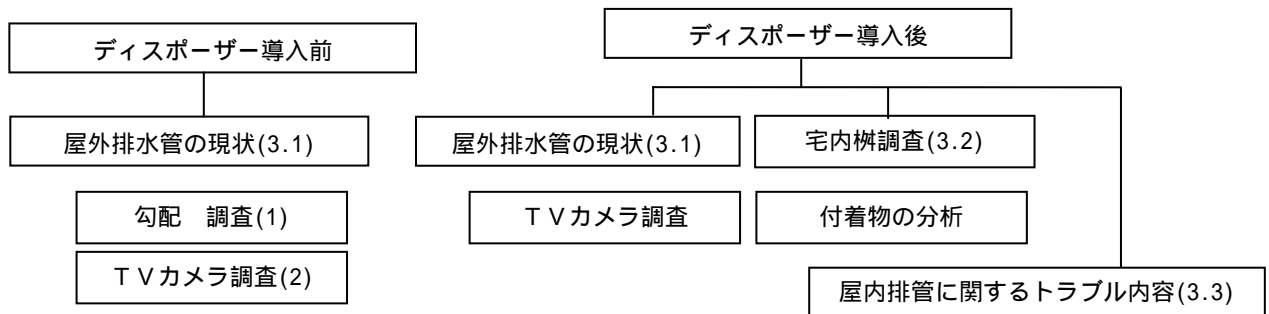 ディスポーザー導入前
屋外排水管の現状(3.1)
勾配　調査(1)
ＴＶカメラ調査(2)
ディスポーザー導入後
屋外排水管の現状(3.1)
ＴＶカメラ調査
宅内桝調査(3.2)
付着物の分析
屋内排管に関するトラブル内容(3.3)